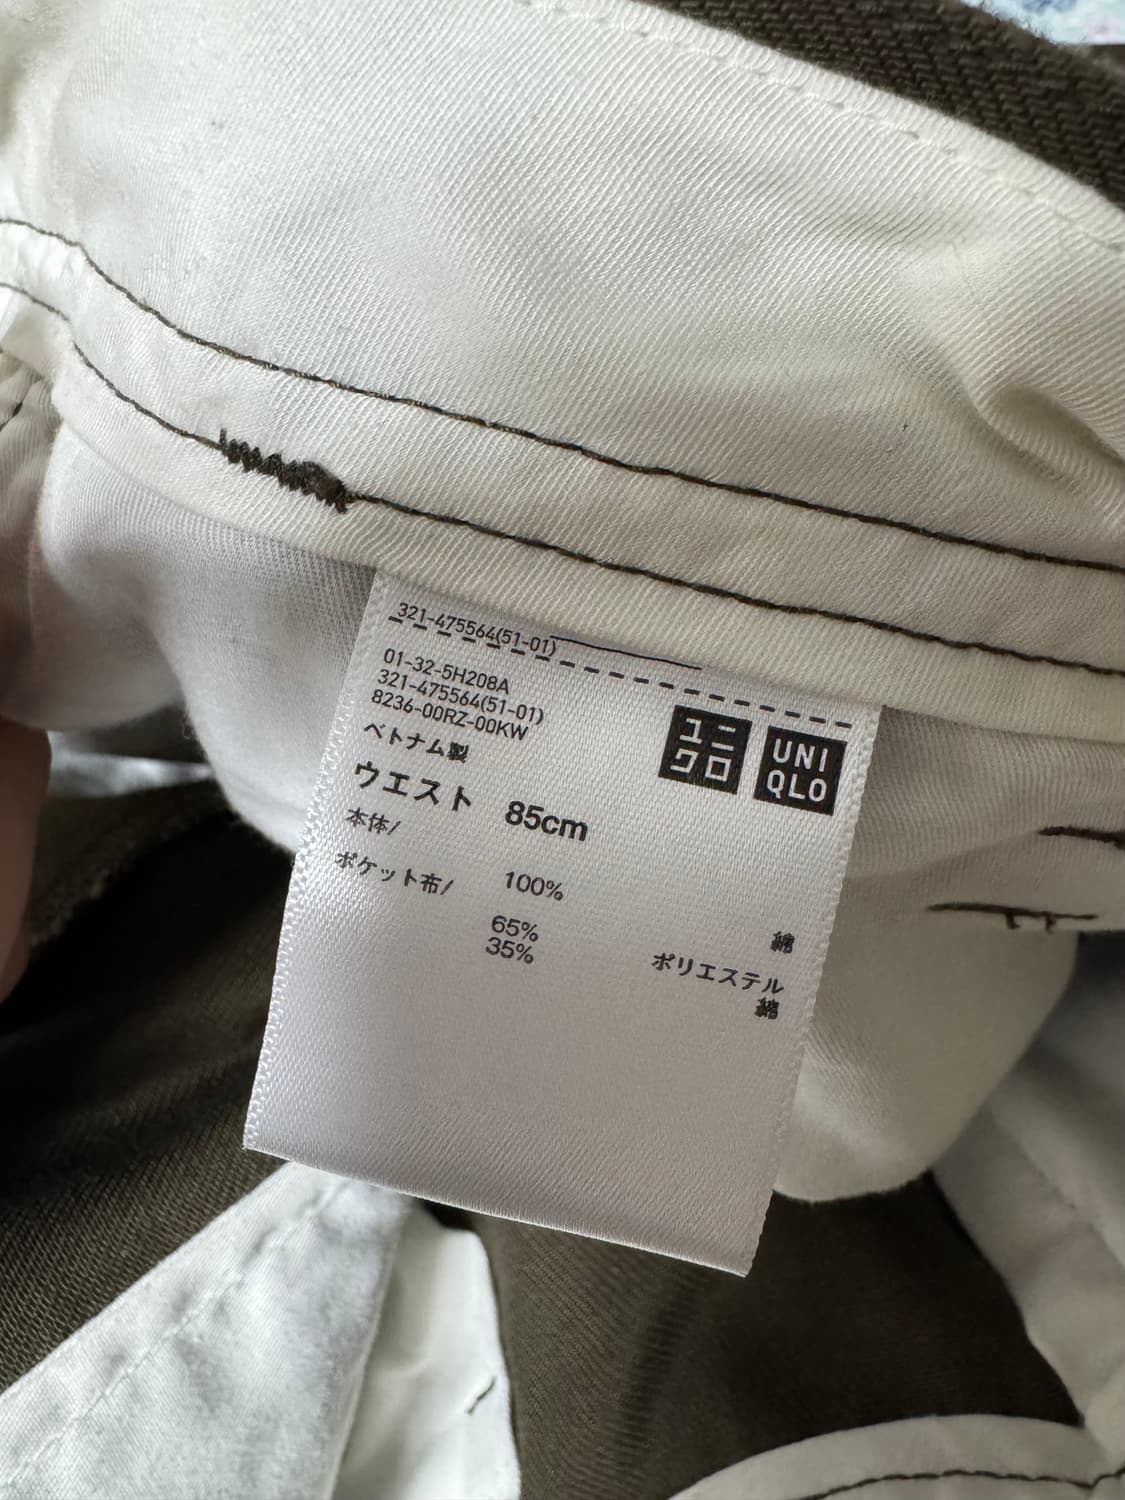 321-475564(51-01)
01-32-5H208A
321-475564(51-01)
8236-00RZ-00KW
ユニ
クロ
UNI
QLO
ベトナム製
ウエスト 85cm
本体/
100% 綿
ポケット布/
65% ポリエステル
35% 綿